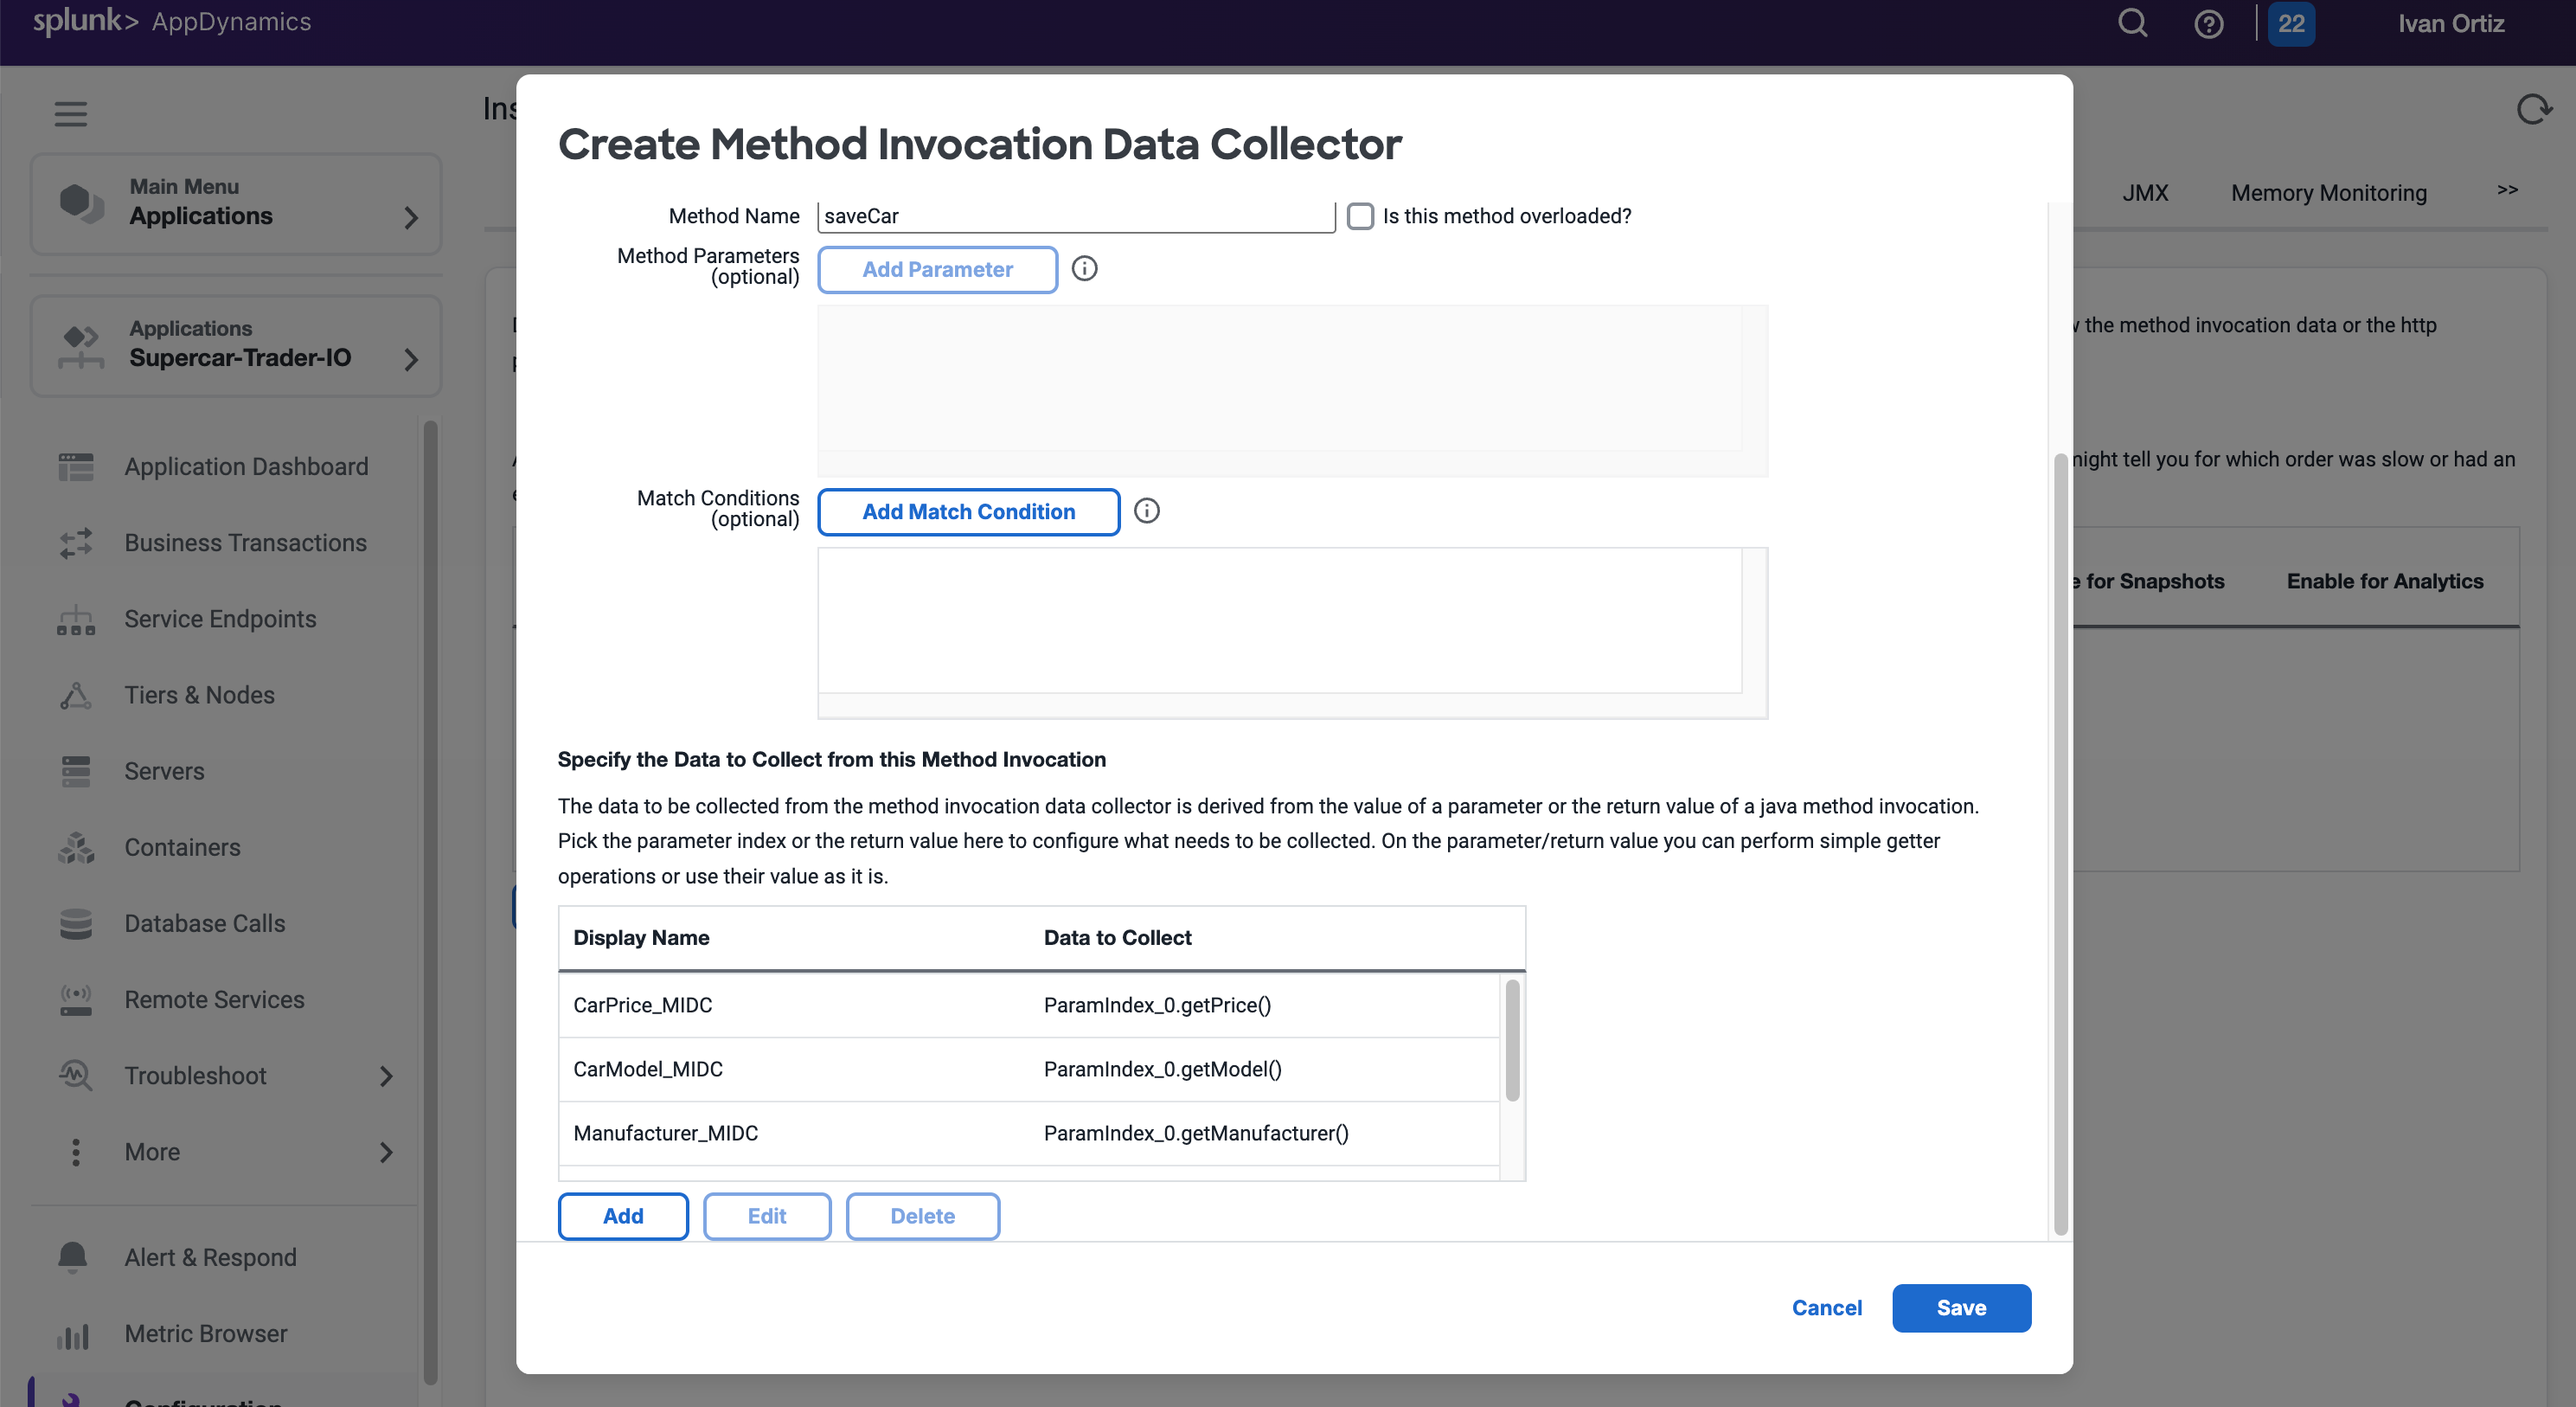 splunk> AppDynamics
22
Ivan Ortiz
Main Menu
Applications
Applications
Supercar-Trader-IO
Application Dashboard
Business Transactions
Service Endpoints
Tiers & Nodes
Servers
Containers
Database Calls
Remote Services
Troubleshoot
More
Alert & Respond
Metric Browser
Configuration
Ins
JMX
Memory Monitoring
>>
the method invocation data or the http
might tell you for which order was slow or had an
e for Snapshots
Enable for Analytics
Create Method Invocation Data Collector
Method Name
saveCar
Is this method overloaded?
Method Parameters
(optional)
Add Parameter
Match Conditions
(optional)
Add Match Condition
Specify the Data to Collect from this Method Invocation
The data to be collected from the method invocation data collector is derived from the value of a parameter or the return value of a java method invocation.
Pick the parameter index or the return value here to configure what needs to be collected. On the parameter/return value you can perform simple getter
operations or use their value as it is.
Display Name Data to Collect
CarPrice_MIDC ParamIndex_0.getPrice()
CarModel_MIDC ParamIndex_0.getModel()
Manufacturer_MIDC ParamIndex_0.getManufacturer()
Add Edit Delete
Cancel Save